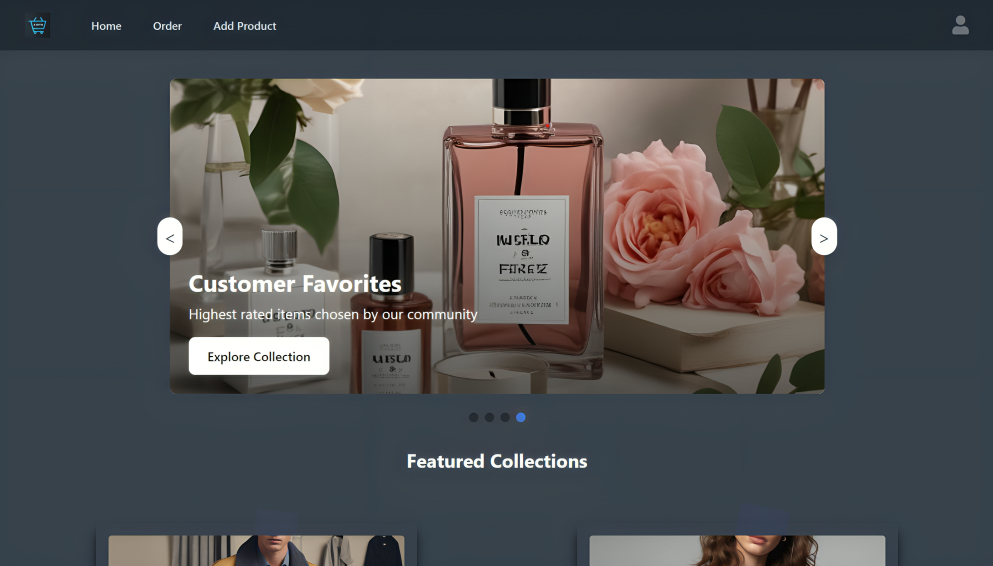 Home
Order
Add Product
<
>
Customer Favorites
Highest rated items chosen by our community
Explore Collection
Featured Collections